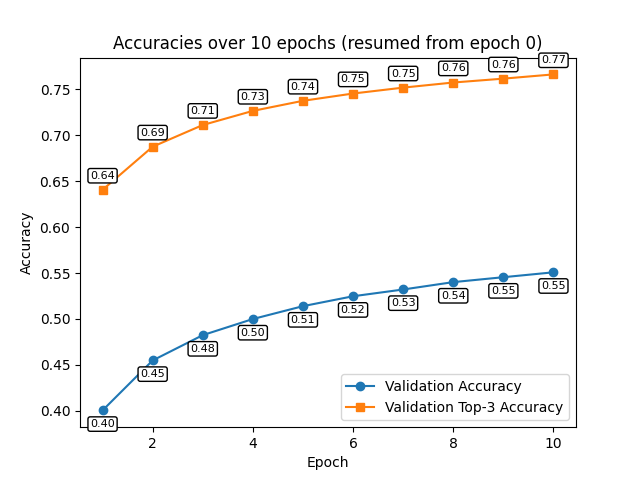 Accuracies over 10 epochs (resumed from epoch 0)
0.64 0.69 0.71 0.73 0.74 0.75 0.75 0.76 0.76 0.77
0.40 0.45 0.48 0.50 0.51 0.52 0.53 0.54 0.55 0.55
Accuracy
0.75
0.70
0.65
0.60
0.55
0.50
0.45
0.40
Validation Accuracy
Validation Top-3 Accuracy
2 4 6 8 10
Epoch